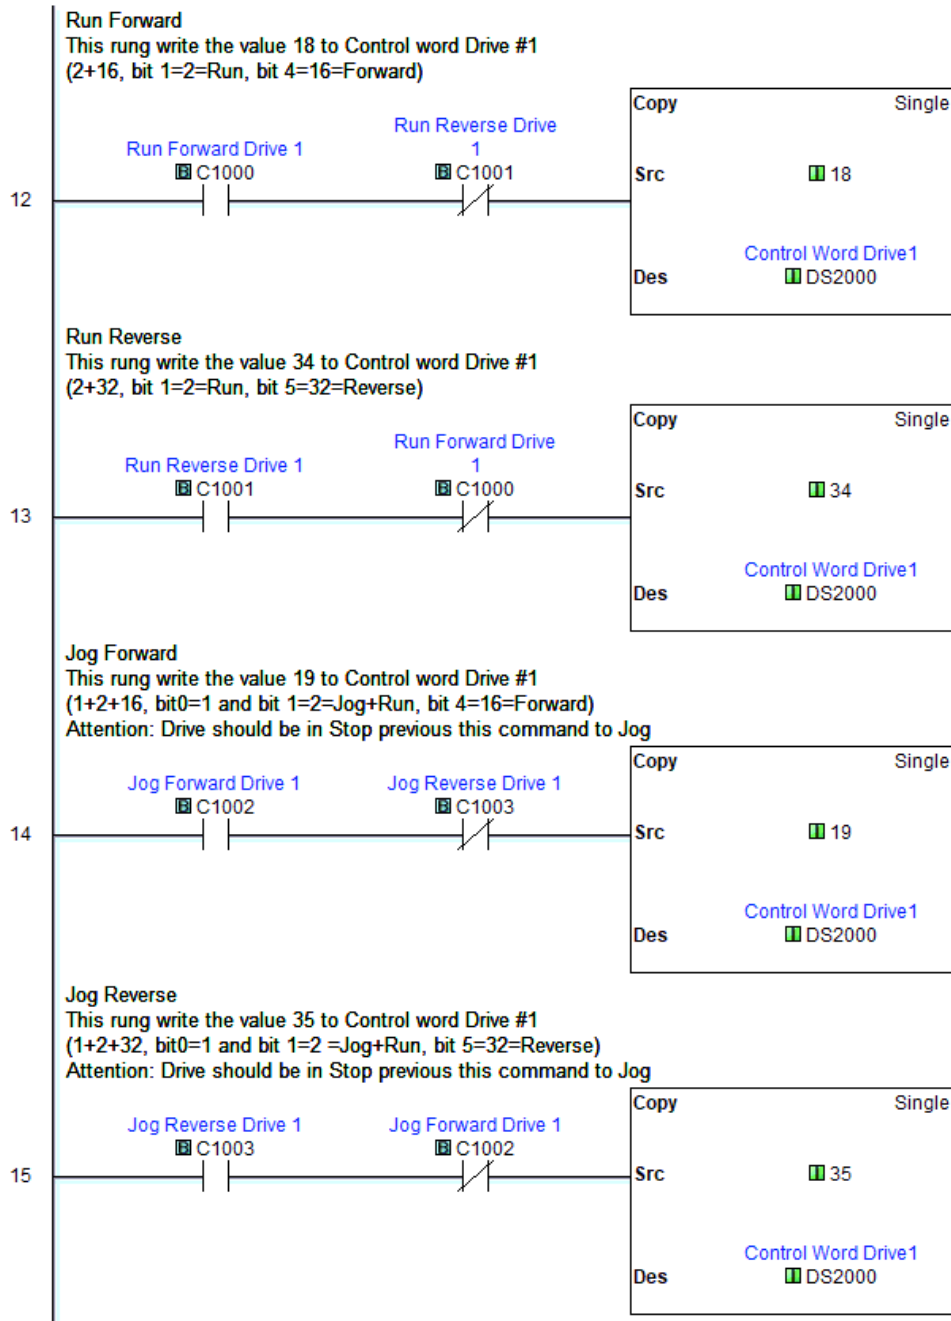 Run Forward
This rung write the value 18 to Control word Drive #1
(2+16, bit 1=2=Run, bit 4=16=Forward)
Copy Single
Run Reverse Drive
Run Forward Drive 1 1
B C1000 B C1001 Src 18
12
Control Word Drive1
Des DS2000
Run Reverse
This rung write the value 34 to Control word Drive #1
(2+32, bit 1=2=Run, bit 5=32=Reverse)
Copy Single
Run Forward Drive
Run Reverse Drive 1 1
B C1001 B C1000 Src 34
13
Control Word Drive1
Des DS2000
Jog Forward
This rung write the value 19 to Control word Drive #1
(1+2+16, bit0=1 and bit 1=2=Jog+Run, bit 4=16=Forward)
Attention: Drive should be in Stop previous this command to Jog
Copy Single
Jog Forward Drive 1 Jog Reverse Drive 1
B C1002 B C1003
14 Src 19
Control Word Drive1
Des DS2000
Jog Reverse
This rung write the value 35 to Control word Drive #1
(1+2+32, bit0=1 and bit 1=2 =Jog+Run, bit 5=32=Reverse)
Attention: Drive should be in Stop previous this command to Jog
Copy Single
Jog Reverse Drive 1 Jog Forward Drive 1
B C1003 B C1002
15 Src 35
Control Word Drive1
Des DS2000